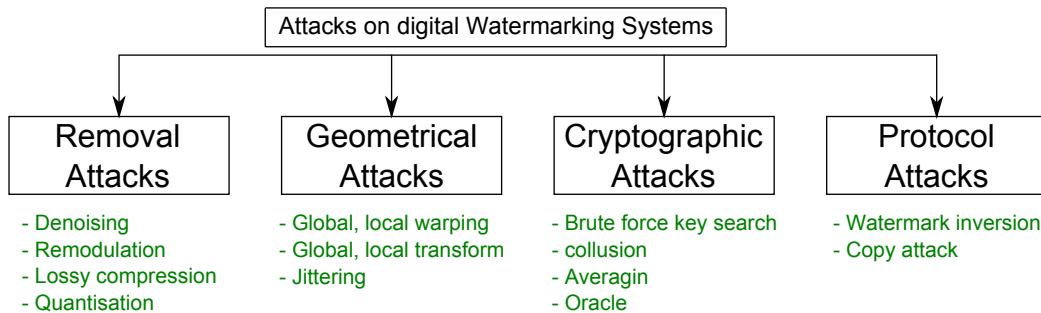 Attacks on digital Watermarking Systems
Removal
Attacks
Geometrical
Attacks
Cryptographic
Attacks
Protocol
Attacks
- Denoising
- Remodulation
- Lossy compression
- Quantisation
- Global, local warping
- Global, local transform
- Jittering
- Brute force key search
- collusion
- Averagin
- Oracle
- Watermark inversion
- Copy attack